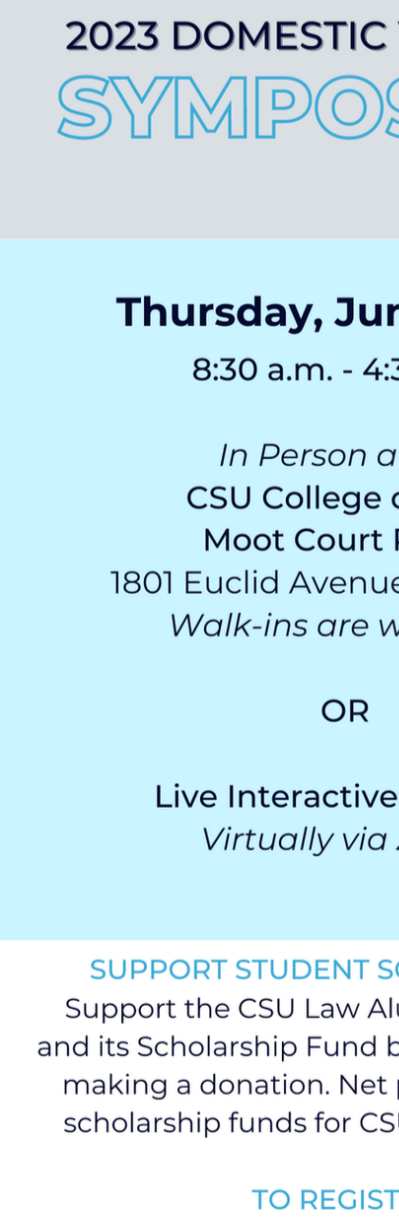 2023 DOMESTIC
SYMPOS
Thursday, Jun
8:30 a.m. - 4:3
In Person a
CSU College
Moot Court
1801 Euclid Avenue
Walk-ins are w
OR
Live Interactive
Virtually via
SUPPORT STUDENT SC
Support the CSU Law Alu
and its Scholarship Fund b
making a donation. Net p
scholarship funds for CSU
TO REGIST